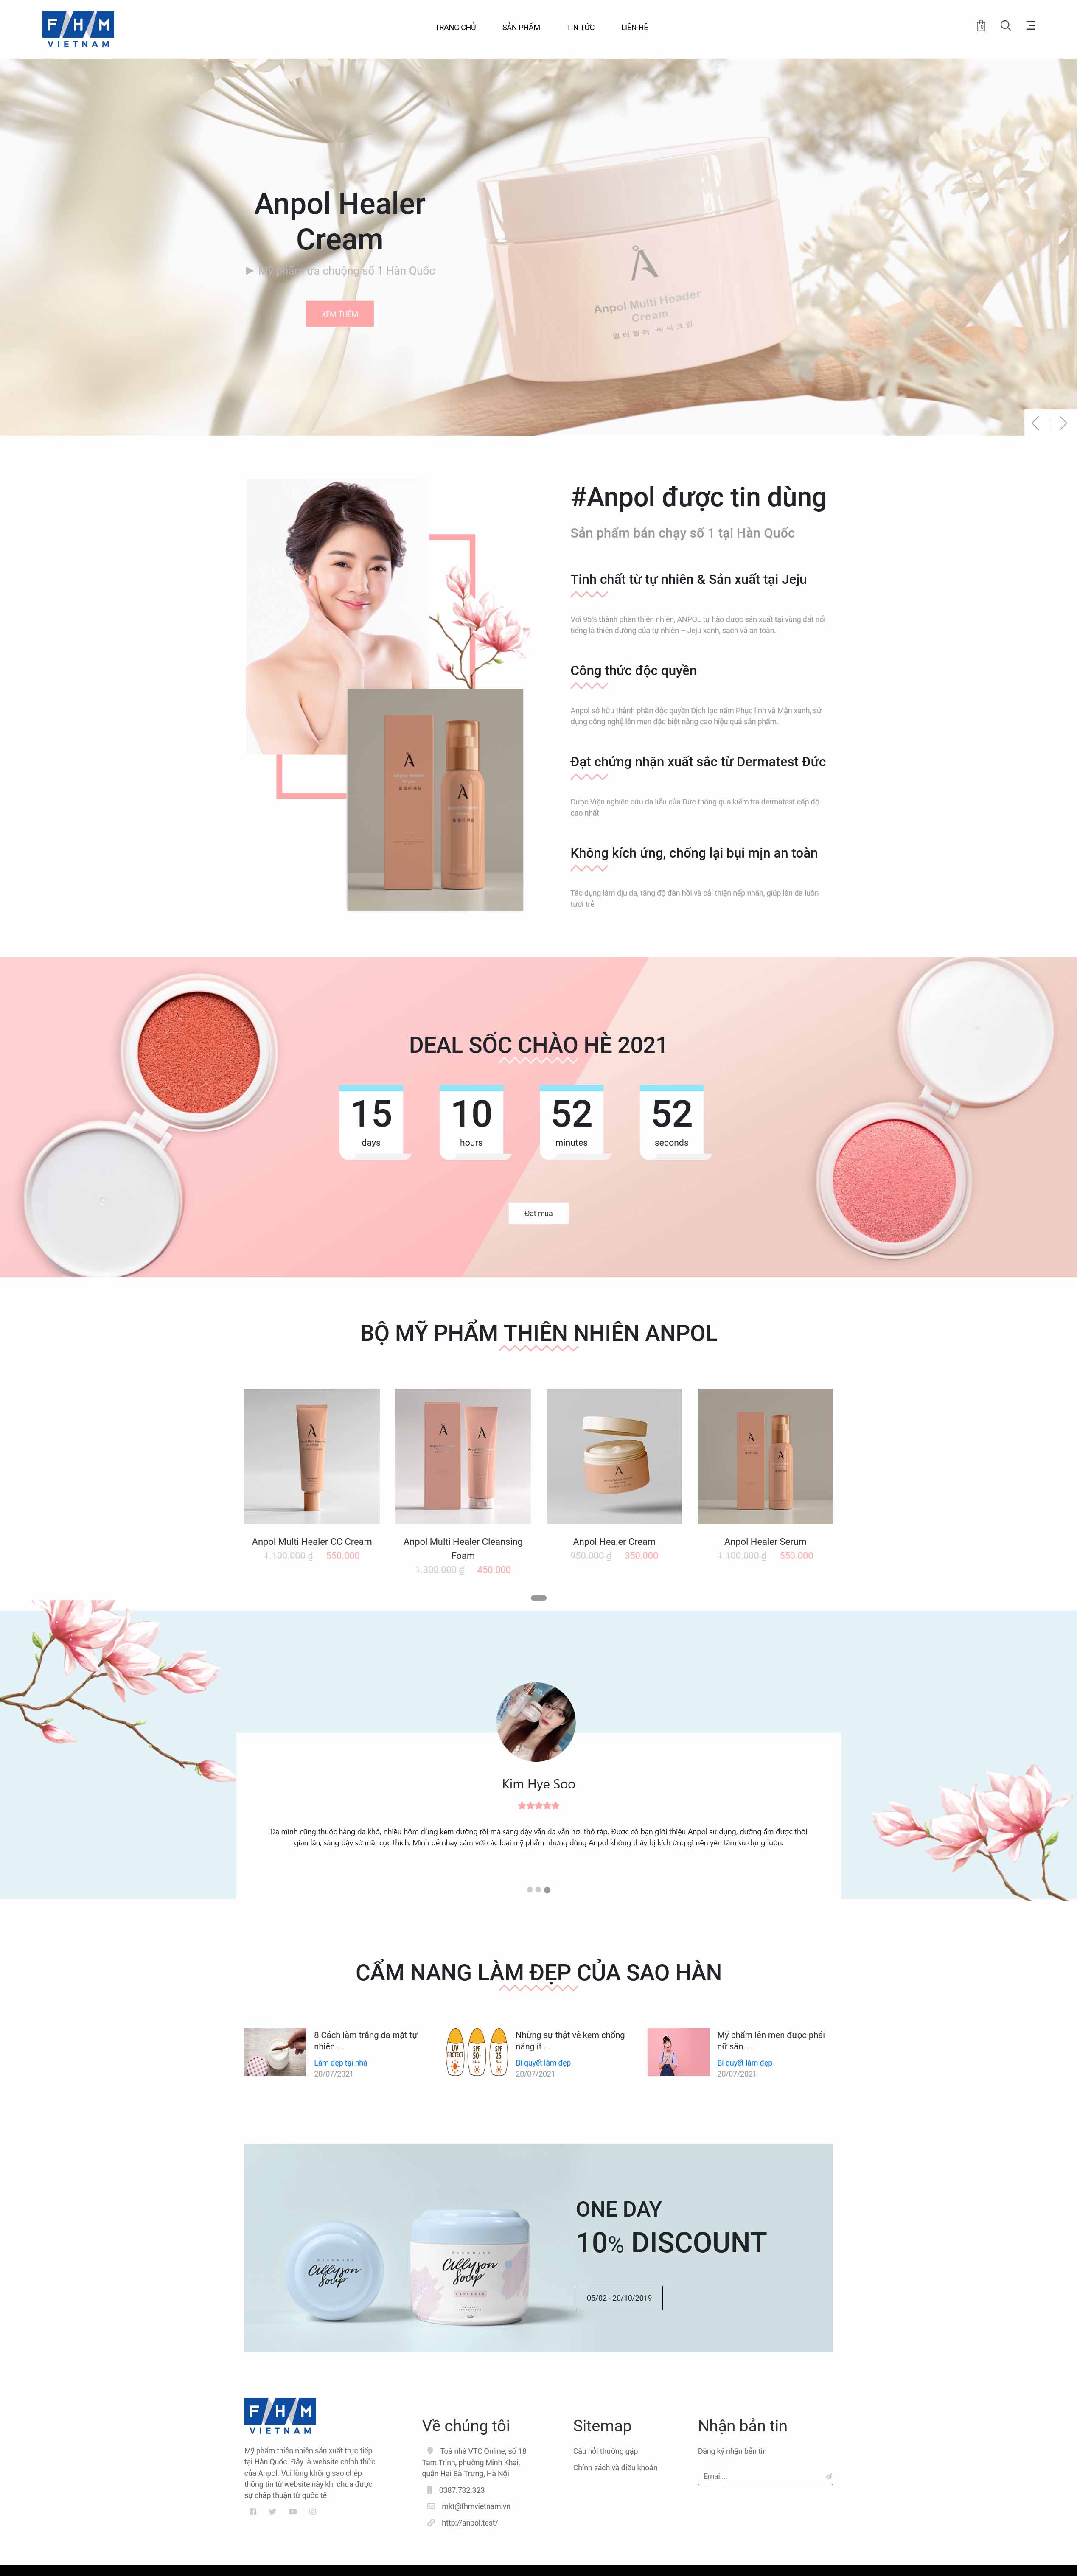 F/H/M
VIETNAM
TRANG CHỦ SẢN PHẨM TIN TỨC LIÊN HỆ
Anpol Healer
Cream
Mỹ phẩm ưa chuộng số 1 Hàn Quốc
XEM THÊM
Anpol Multi Header
Cream
멀티힐러 씨씨크림
#Anpol được tin dùng
Sản phẩm bán chạy số 1 tại Hàn Quốc
Tinh chất từ tự nhiên & Sản xuất tại Jeju
Với 95% thành phần thiên nhiên, ANPOL tự hào được sản xuất tại vùng đất nổi
tiếng là thiên đường của tự nhiên – Jeju xanh, sạch và an toàn.
Công thức độc quyền
Anpol sở hữu thành phần độc quyền Dịch lọc nấm Phục linh và Mận xanh, sử
dụng công nghệ lên men đặc biệt nâng cao hiệu quả sản phẩm.
Đạt chứng nhận xuất sắc từ Dermatest Đức
Được Viện nghiên cứu da liễu của Đức thông qua kiểm tra dermatest cấp độ
cao nhất
Không kích ứng, chống lại bụi mịn an toàn
Tác dụng làm dịu da, tăng độ đàn hồi và cải thiện nếp nhăn, giúp làn da luôn
tươi trẻ
DEAL SỐC CHÀO HÈ 2021
15 10 52 52
days hours minutes seconds
Đặt mua
BỘ MỸ PHẨM THIÊN NHIÊN ANPOL
Anpol Multi Healer CC Cream
1.100.000 ₫ 550.000
Anpol Multi Healer Cleansing
Foam
1.300.000 ₫ 450.000
Anpol Healer Cream
950.000 ₫ 350.000
Anpol Healer Serum
1.100.000 ₫ 550.000
Kim Hye Soo
Da mình cũng thuộc hàng da khô, nhiều hôm dùng kem dưỡng rồi mà sáng dậy vẫn da vẫn hơi thô ráp. Được cô bạn giới thiệu Anpol sử dụng, dưỡng ẩm được thời
gian lâu, sáng dậy sờ mặt cực thích. Mình dễ nhạy cảm với các loại mỹ phẩm nhưng dùng Anpol không thấy bị kích ứng gì nên yên tâm sử dụng luôn.
CẨM NANG LÀM ĐẸP CỦA SAO HÀN
8 Cách làm trắng da mặt tự
nhiên ...
Làm đẹp tại nhà
20/07/2021
UV
PROTECT
SPF
50+
SPF
25
Những sự thật về kem chống
nắng ít ...
Bí quyết làm đẹp
20/07/2021
Mỹ phẩm lên men được phái
nữ săn ...
Bí quyết làm đẹp
20/07/2021
Allyson
Soap
Allyson
Soap
ONE DAY
10% DISCOUNT
05/02 - 20/10/2019
F/H/M
VIETNAM
Mỹ phẩm thiên nhiên sản xuất trực tiếp
tại Hàn Quốc. Đây là website chính thức
của Anpol. Vui lòng không sao chép
thông tin từ website này khi chưa được
sự chấp thuận từ quốc tế
Về chúng tôi
Toà nhà VTC Online, số 18
Tam Trinh, phường Minh Khai,
quận Hai Bà Trưng, Hà Nội
0387.732.323
mkt@fhmvietnam.vn
http://anpol.test/
Sitemap
Câu hỏi thường gặp
Chính sách và điều khoản
Nhận bản tin
Đăng ký nhận bản tin
Email...